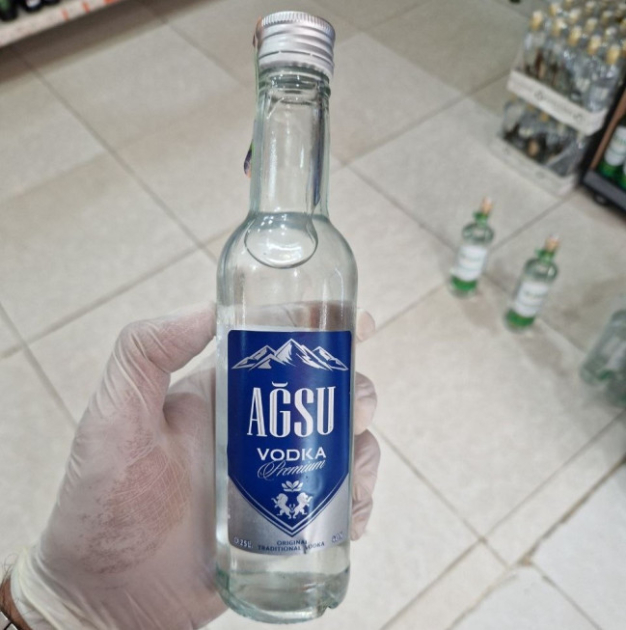 AĞSU
VODKA
Premium
ORIGINAL
TRADITIONAL VODKA